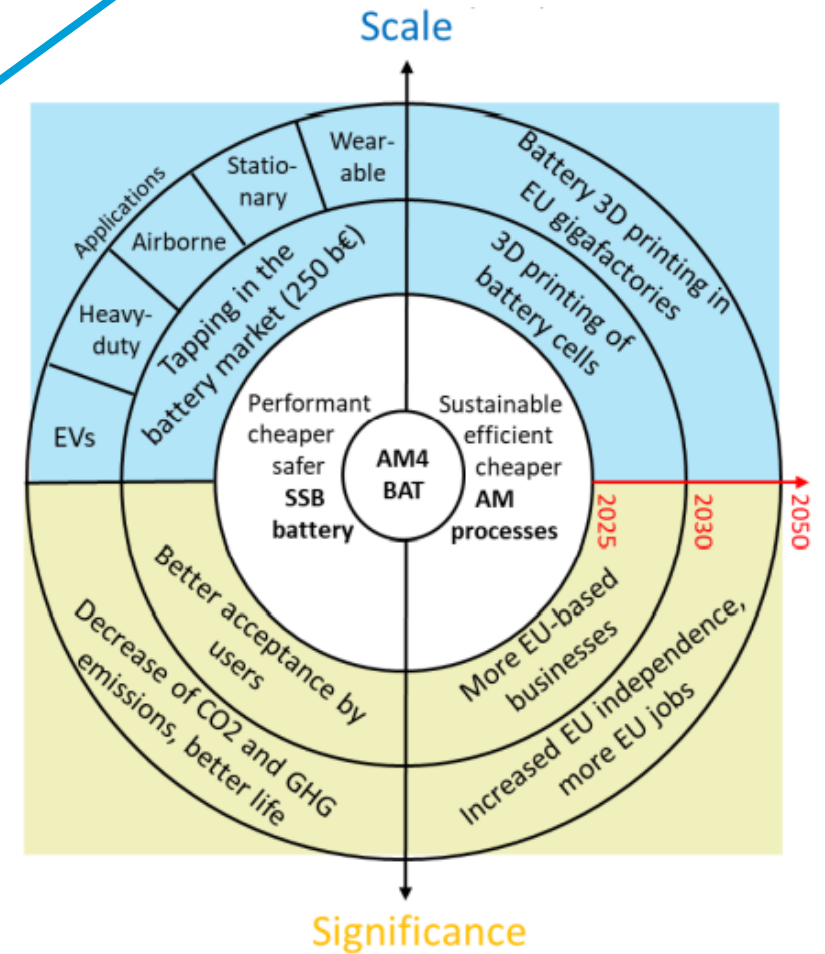 Scale
Applications
Wear-
able
Statio-
nary
Airborne
Heavy-
duty
EVs
Tapping in the
battery market (250 b€)
Battery 3D printing in
EU gigafactories
3D printing of
battery cells
Performant
cheaper
safer
SSB
battery
AM4
BAT
Sustainable
efficient
cheaper
AM
processes
2025
2030
2050
Better acceptance by
users
Decrease of CO2 and GHG
emissions, better life
More EU-based
businesses
Increased EU independence,
more EU jobs
Significance